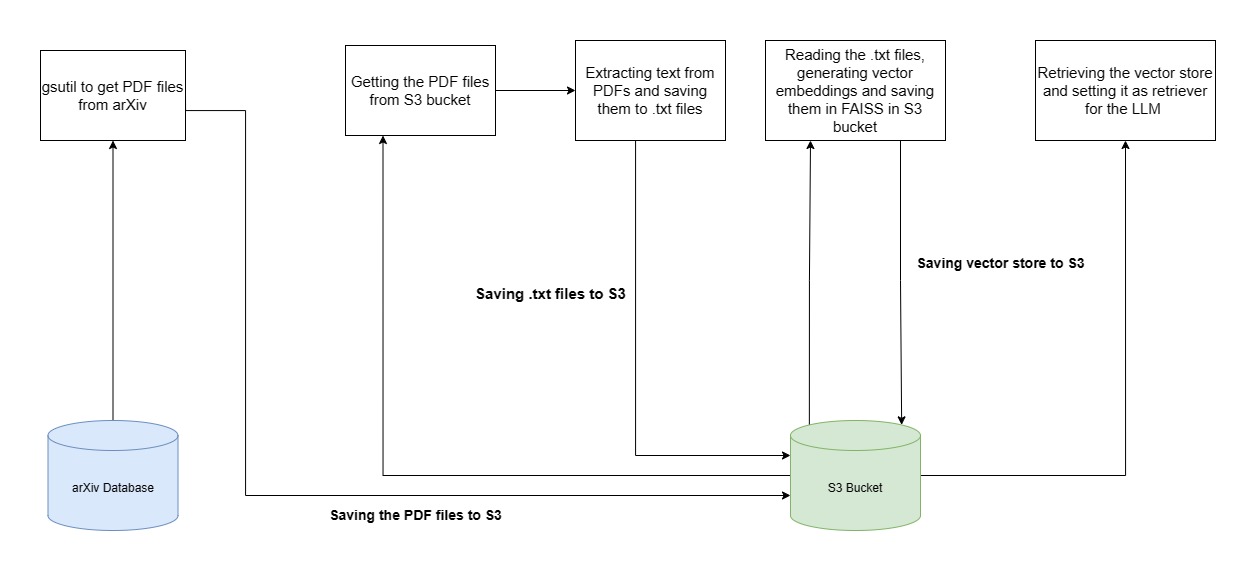 gsutil to get PDF files
from arXiv
Getting the PDF files
from S3 bucket
Extracting text from
PDFs and saving
them to .txt files
Reading the .txt files,
generating vector
embeddings and saving
them in FAISS in S3
bucket
Retrieving the vector store
and setting it as retriever
for the LLM
Saving vector store to S3
Saving .txt files to S3
arXiv Database
S3 Bucket
Saving the PDF files to S3